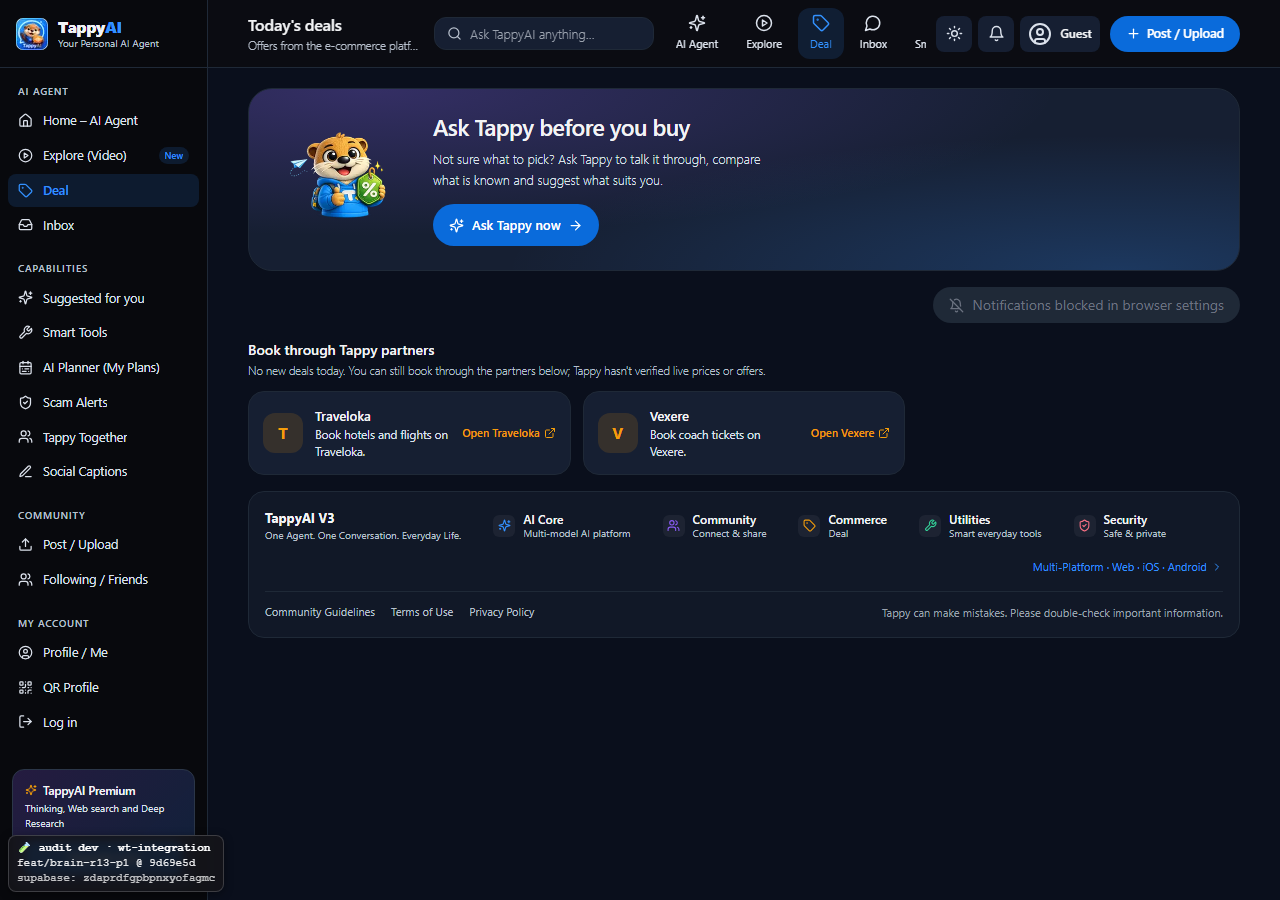 TappyAI
Your Personal AI Agent
Today's deals
Offers from the e-commerce platf...
Ask TappyAI anything...
AI Agent
Explore
Deal
Inbox
Sn
Guest
Post / Upload
AI AGENT
Home – AI Agent
Explore (Video)
New
Deal
Inbox
CAPABILITIES
Suggested for you
Smart Tools
AI Planner (My Plans)
Scam Alerts
Tappy Together
Social Captions
COMMUNITY
Post / Upload
Following / Friends
MY ACCOUNT
Profile / Me
QR Profile
Log in
TappyAI Premium
Thinking, Web search and Deep
Research
audit dev · wt-integration
feat/brain-r13-p1 @ 9d69e5d
supabase: zdaprdfgpbpnxyofagmc
Ask Tappy before you buy
Not sure what to pick? Ask Tappy to talk it through, compare
what is known and suggest what suits you.
Ask Tappy now
Notifications blocked in browser settings
Book through Tappy partners
No new deals today. You can still book through the partners below; Tappy hasn't verified live prices or offers.
T
Traveloka
Book hotels and flights on
Traveloka.
Open Traveloka
V
Vexere
Book coach tickets on
Vexere.
Open Vexere
TappyAI V3
One Agent. One Conversation. Everyday Life.
AI Core
Multi-model AI platform
Community
Connect & share
Commerce
Deal
Utilities
Smart everyday tools
Security
Safe & private
Multi-Platform · Web · iOS · Android
Community Guidelines
Terms of Use
Privacy Policy
Tappy can make mistakes. Please double-check important information.